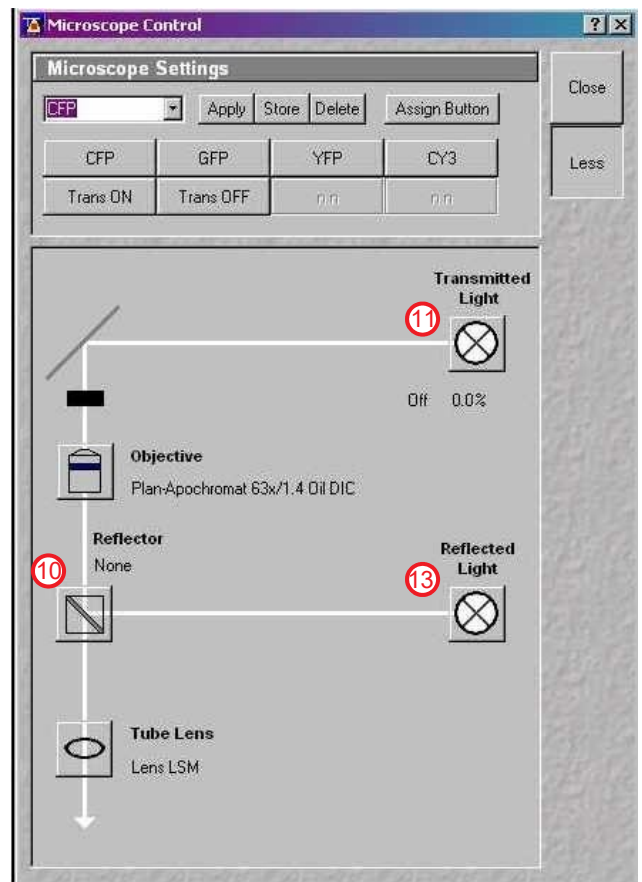 Microscope Control ? ×
Microscope Settings
CFP Apply Store Delete Assign Button
CFP GFP YFP CY3
Trans ON Trans OFF n n n n
Close
Less
Transmitted
Light
11
Off 0.0%
Objective
Plan-Apochromat 63x/1.4 Oil DIC
Reflector
None
10
Reflected
Light
13
Tube Lens
Lens LSM